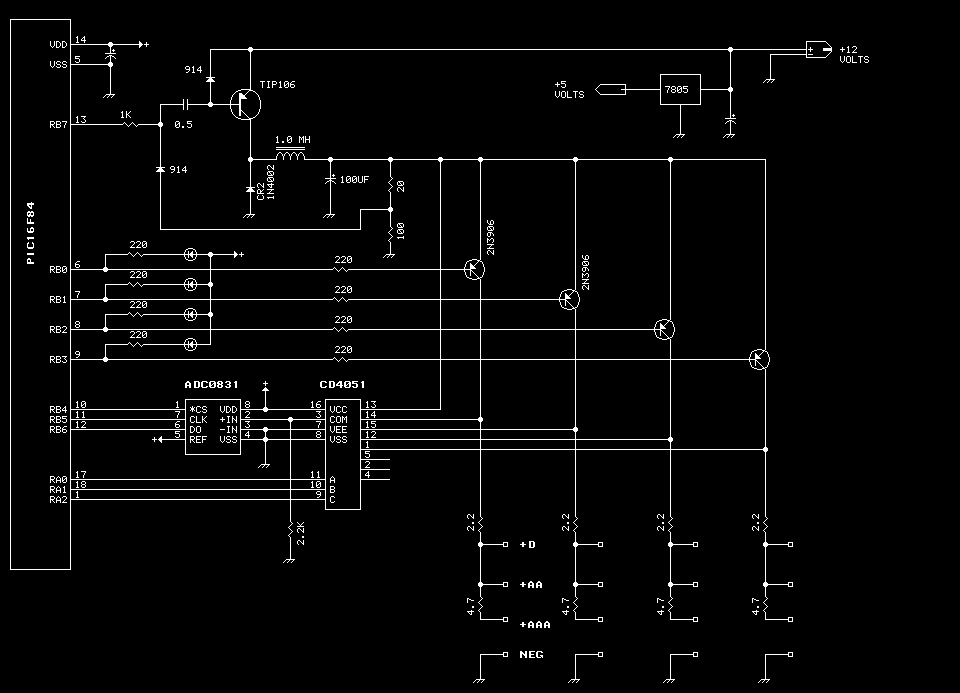 VDD 14 +
+12
VOLTS
VSS 5
914
TIP106
+5
VOLTS
7805
1K
RB7 13
0.5
1.0 MH
914
CR2
1N4002
100UF
20
100
PIC16F84
2N3906
2N3906
220 +
RB0 6
220
220
RB1 7
220
220
RB2 8
220
220
RB3 9
220
ADC0831
+
CD4051
RB4 10 1 *CS VDD 8 16 VCC 13
RB5 11 7 CLK +IN 2 3 COM 14
RB6 12 6 DO -IN 3 7 VEE 15
+ 5 REF VSS 4 8 VSS 12
1
5
2
4
RA0 17 11 A
RA1 18 10 B
RA2 1 9 C
2.2K
2.2 2.2 2.2 2.2
+D
+AA
4.7 4.7 4.7 4.7
+AAA
NEG